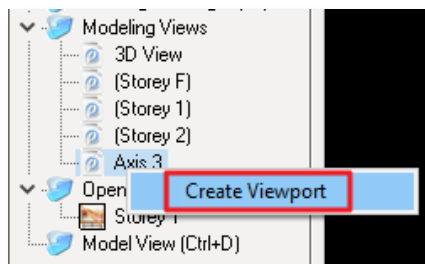 Modeling Views
3D View
(Storey F)
(Storey 1)
(Storey 2)
Axis 3
Open
Create Viewport
Storey 1
Model View (Ctrl+D)